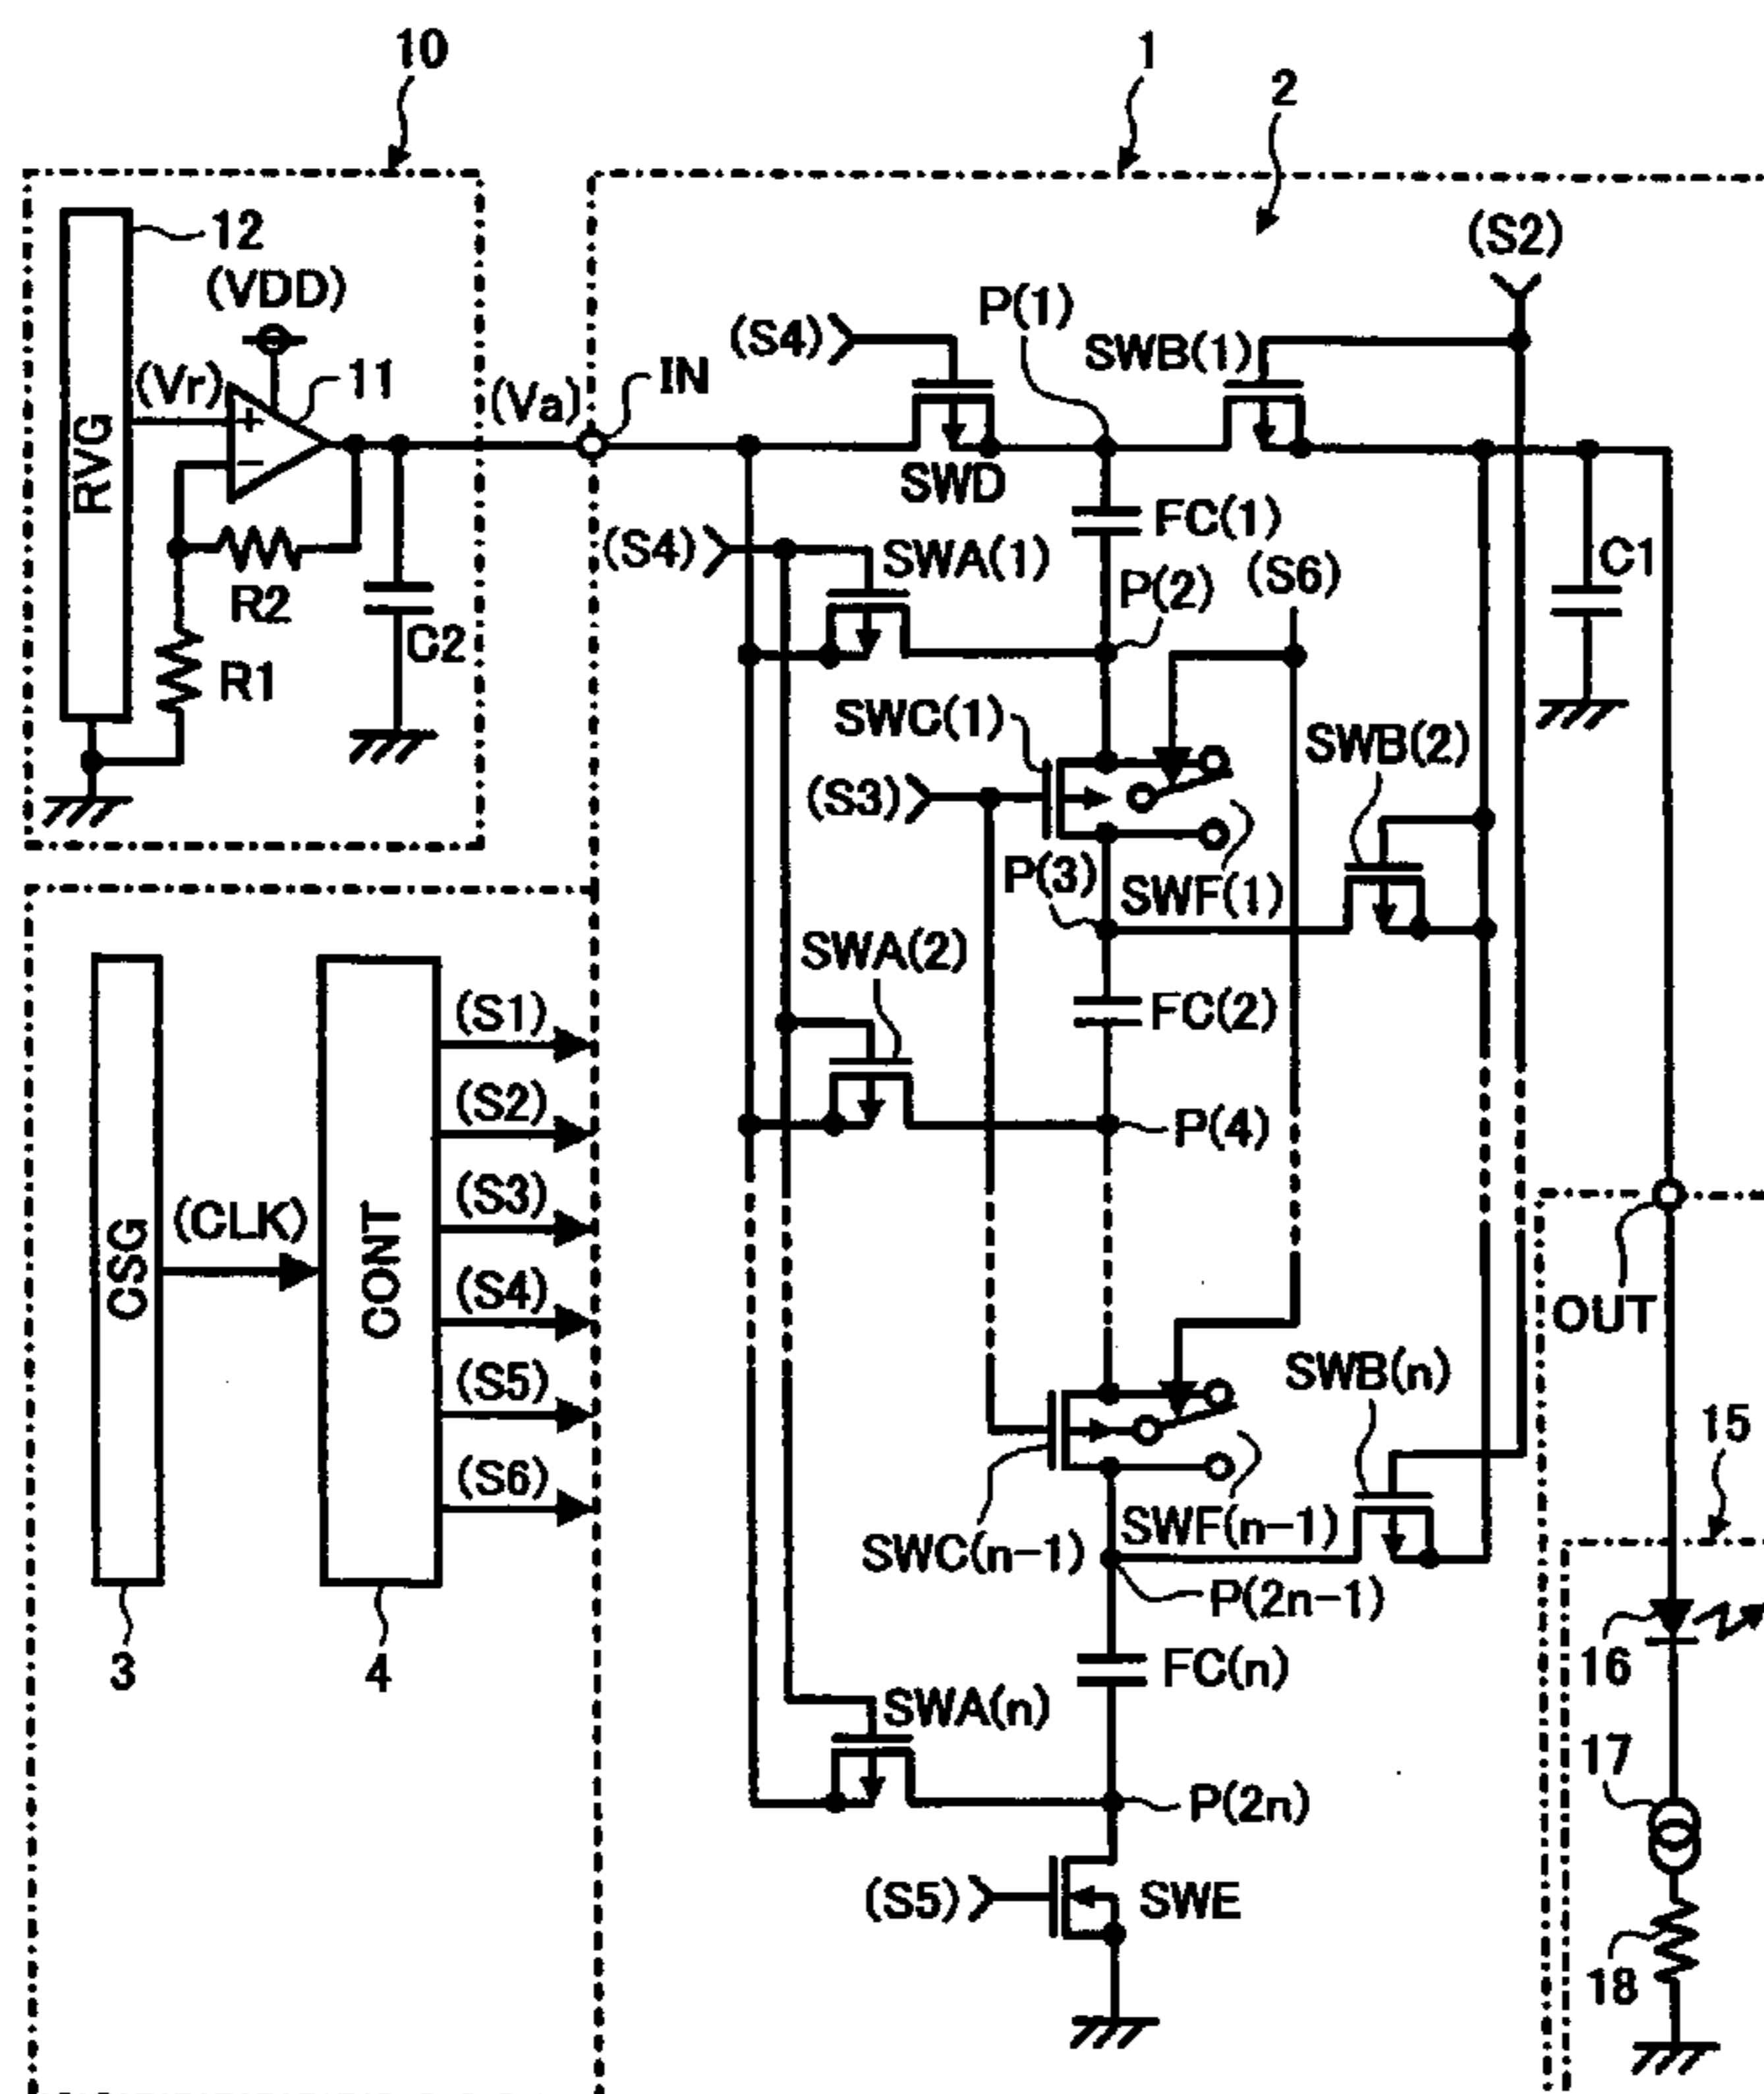 10
1
2
12
(VDD)
(S2)
P(1)
(S4)
SWB(1)
(Vr)
11
(Va)
IN
RVG
SWD
FC(1)
(S4)
SWA(1)
(S6)
C1
P(2)
R2
C2
R1
SWC(1)
SWB(2)
(S3)
P(3)
SWF(1)
SWA(2)
FC(2)
(S1)
(S2)
P(4)
(S3)
(CLK)
CSG
CONT
(S4)
OUT
(S5)
SWB(n)
15
(S6)
SWF(n-1)
SWC(n-1)
P(2n-1)
3
4
16
FC(n)
SWA(n)
17
P(2n)
(S5)
SWE
18